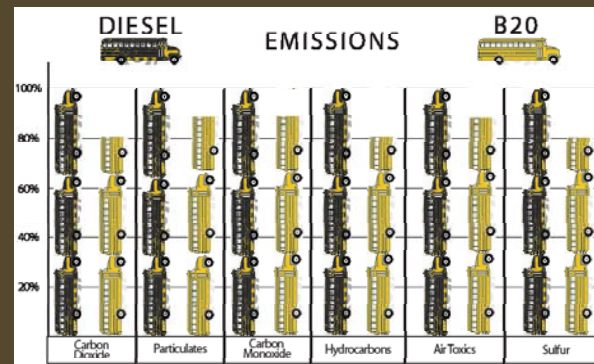 DIESEL
EMISSIONS
B20
100%
80%
60%
40%
20%
Carbon
Dioxide
Particulates
Carbon
Monoxide
Hydrocarbons
Air Toxics
Sulfur